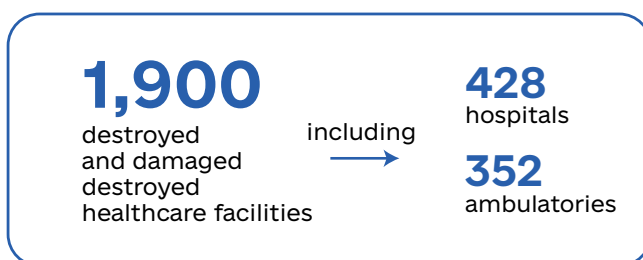 1,900
destroyed
and damaged
destroyed
healthcare facilities
including
428
hospitals
352
ambulatories